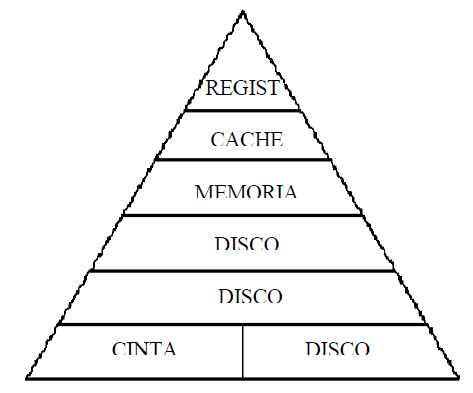 REGIST
CACHE
MEMORIA
DISCO
DISCO
CINTA DISCO